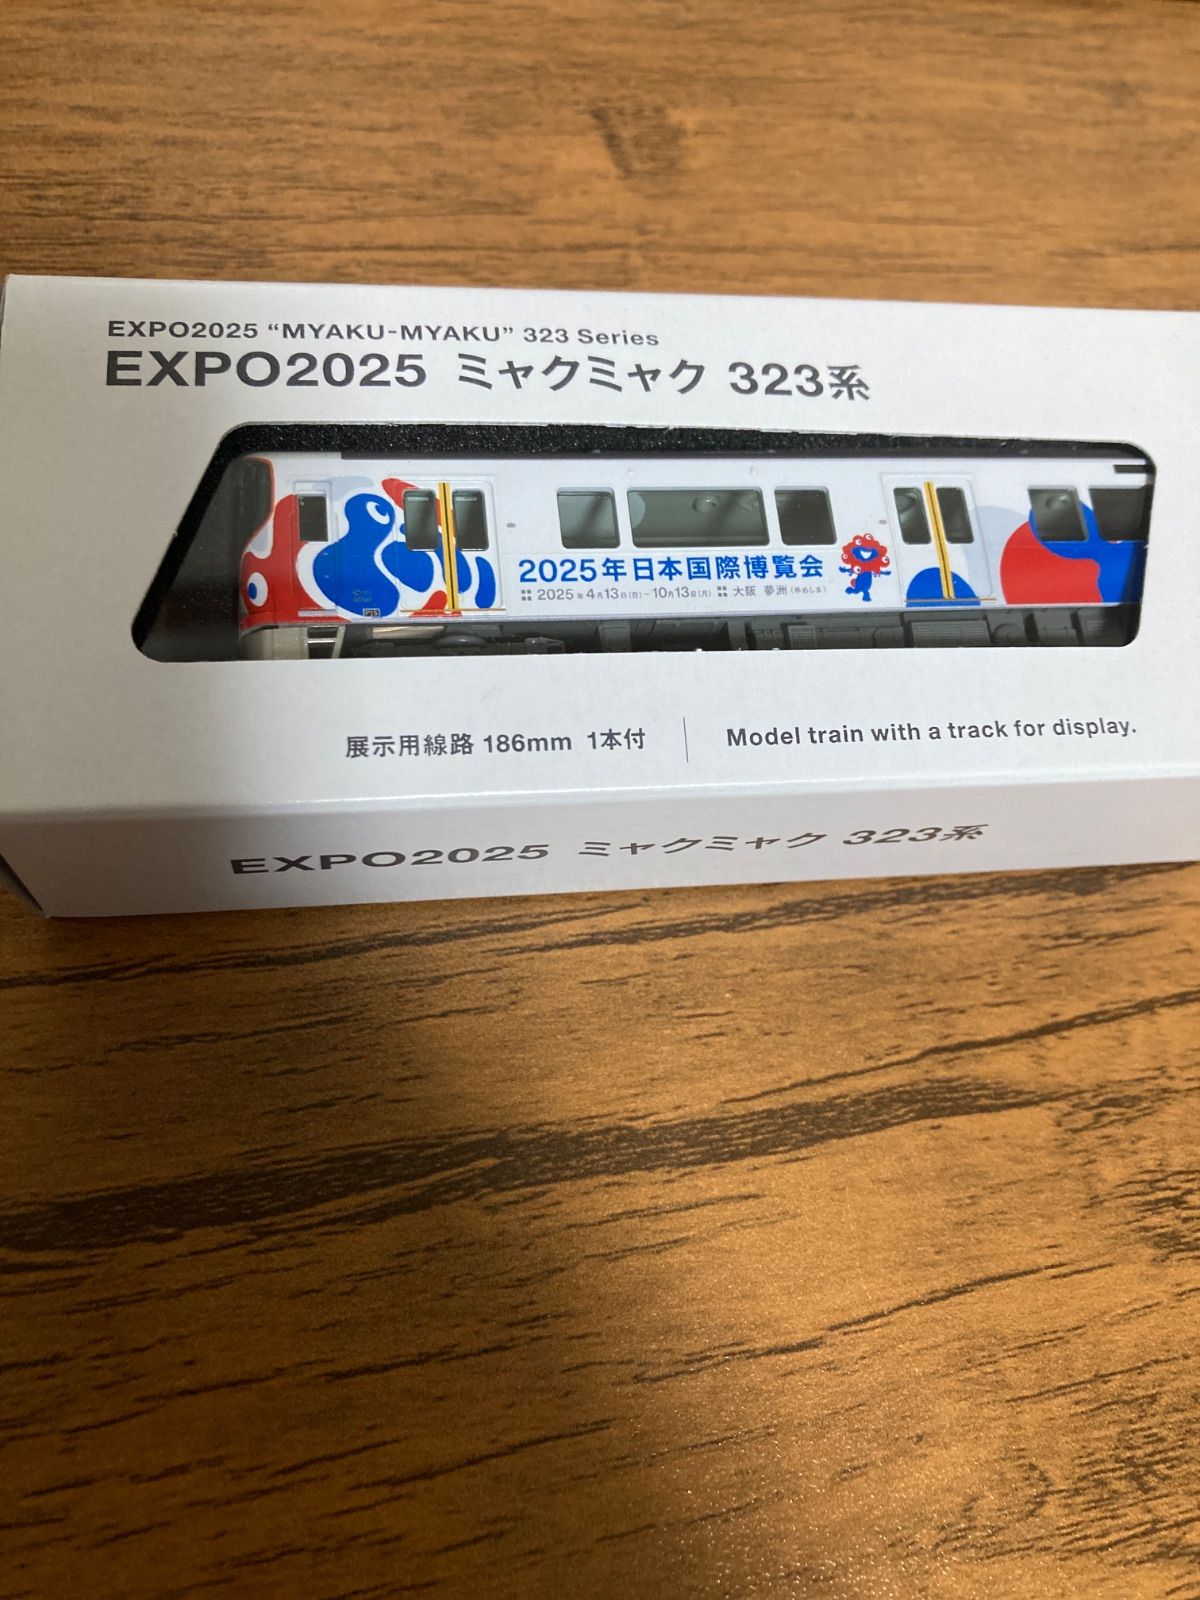 EXPO2025 “MYAKU-MYAKU” 323 Series
EXPO2025 ミャクミャク 323系
2025年日本国際博覧会
2025年4月13日(日)~10月13日(月) 大阪 夢洲(ゆめしま)
展示用線路 186mm 1本付
Model train with a track for display.
EXPO2025 ミャクミャク 323系